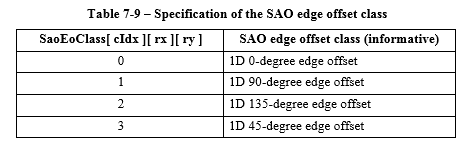 Table 7-9 – Specification of the SAO edge offset class
SaoEoClass[ cIdx ][ rx ][ ry ] SAO edge offset class (informative)
0 1D 0-degree edge offset
1 1D 90-degree edge offset
2 1D 135-degree edge offset
3 1D 45-degree edge offset